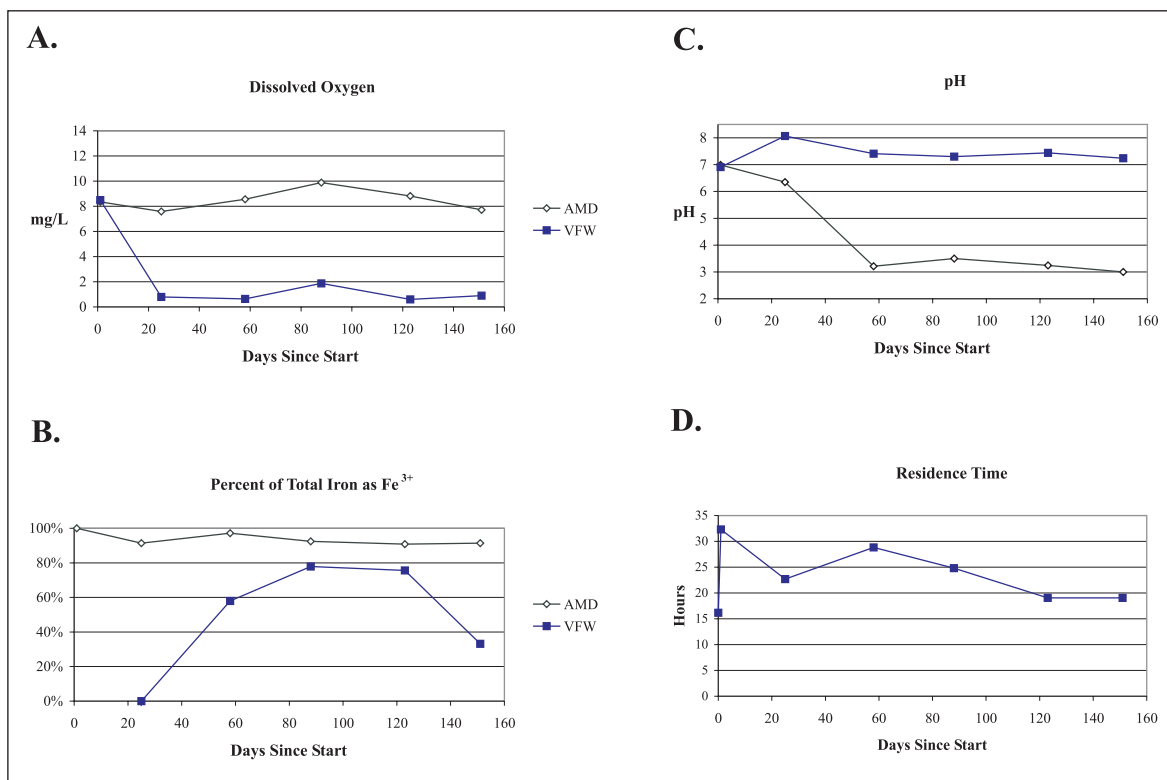 A.
Dissolved Oxygen
14
12
10
8
6
4
2
0
mg/L
0 20 40 60 80 100 120 140 160
Days Since Start
AMD
VFW
C.
pH
8
7
6
5
4
3
2
pH
0 20 40 60 80 100 120 140 160
Days Since Start
B.
Percent of Total Iron as Fe³⁺
100%
80%
60%
40%
20%
0%
0 20 40 60 80 100 120 140 160
Days Since Start
AMD
VFW
D.
Residence Time
35
30
25
20
15
10
5
0
Hours
0 20 40 60 80 100 120 140 160
Days Since Start